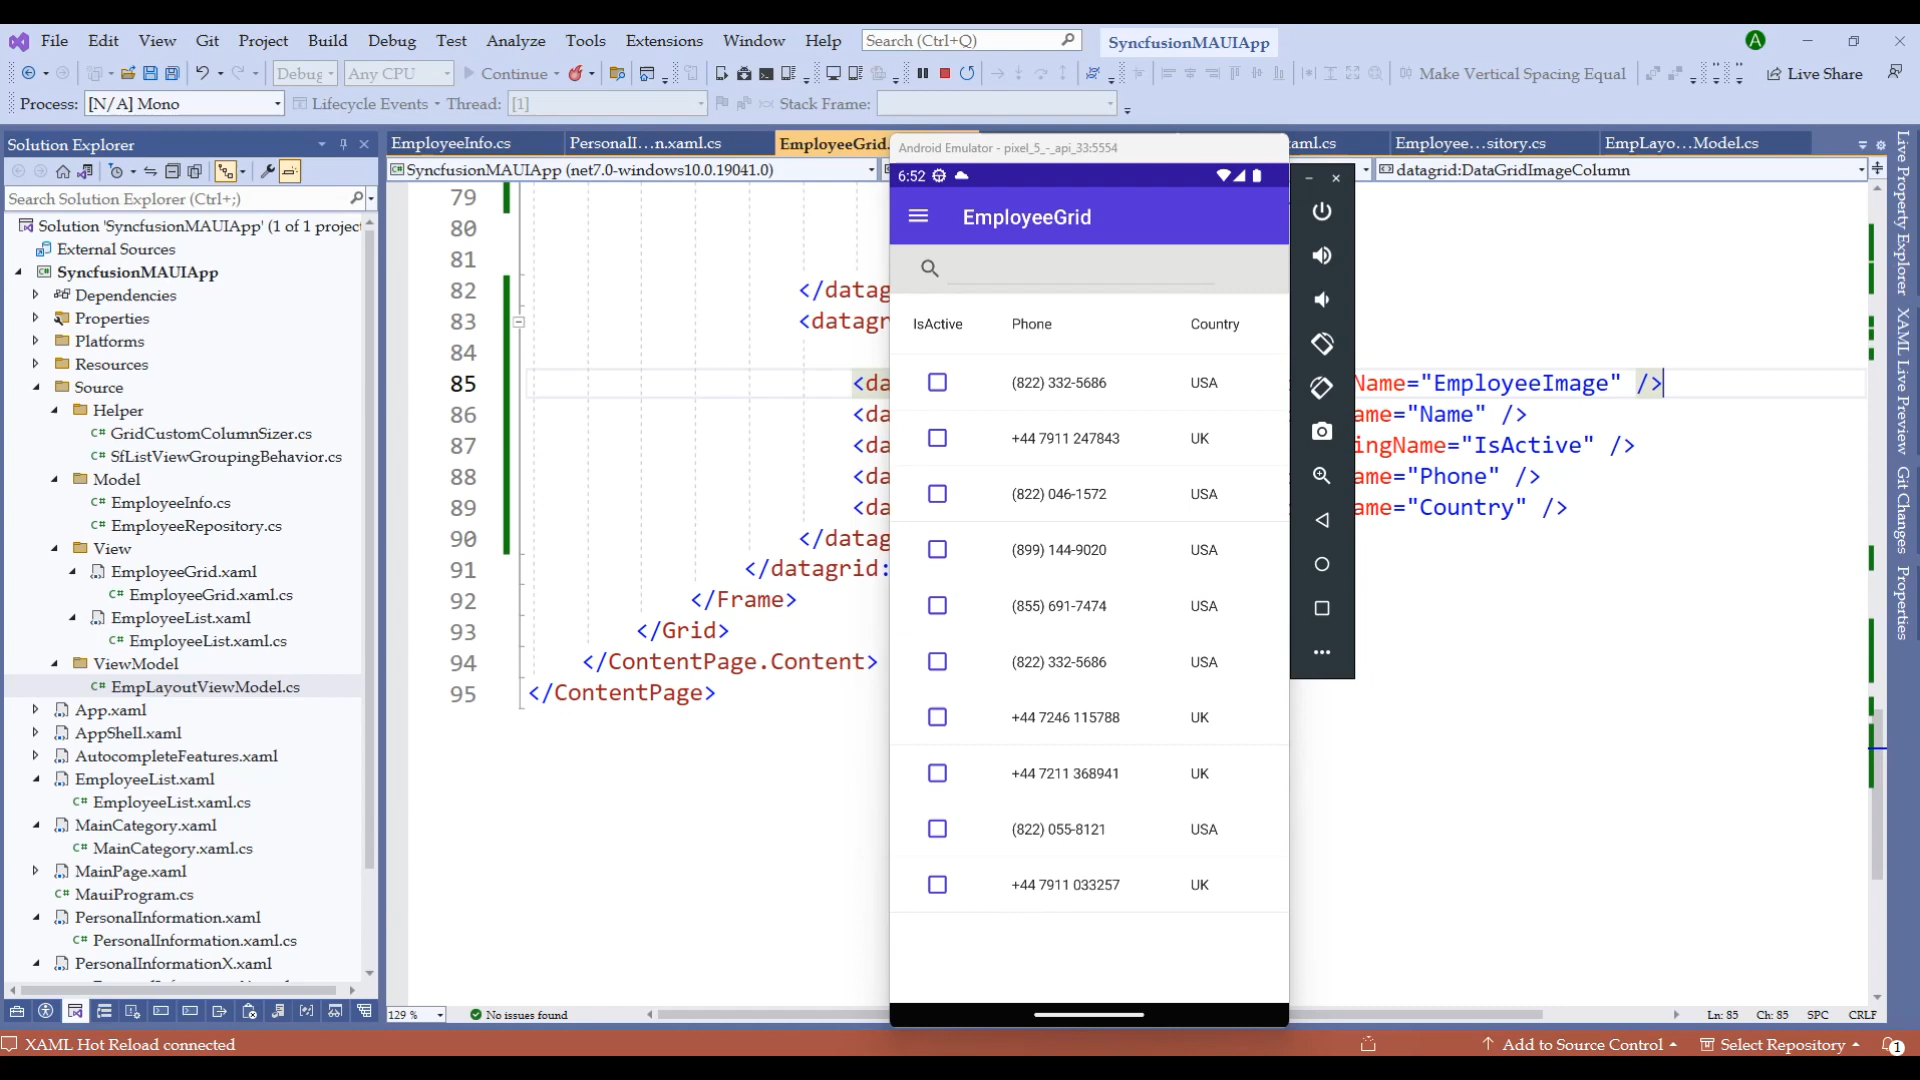 File Edit View Git Project Build Debug Test Analyze Tools Extensions Window Help Search (Ctrl+Q) SyncfusionMAUIApp A
Debug Any CPU Continue Make Vertical Spacing Equal Live Share
Process: [N/A] Mono Lifecycle Events Thread: [1] Stack Frame:
Solution Explorer
Search Solution Explorer (Ctrl+;)
Solution 'SyncfusionMAUIApp' (1 of 1 projec
External Sources
SyncfusionMAUIApp
Dependencies
Properties
Platforms
Resources
Source
Helper
GridCustomColumnSizer.cs
SfListViewGroupingBehavior.cs
Model
EmployeeInfo.cs
EmployeeRepository.cs
View
EmployeeGrid.xaml
EmployeeGrid.xaml.cs
EmployeeList.xaml
EmployeeList.xaml.cs
ViewModel
EmpLayoutViewModel.cs
App.xaml
AppShell.xaml
AutocompleteFeatures.xaml
EmployeeList.xaml
EmployeeList.xaml.cs
MainCategory.xaml
MainCategory.xaml.cs
MainPage.xaml
MauiProgram.cs
PersonalInformation.xaml
PersonalInformation.xaml.cs
PersonalInformationX.xaml
EmployeeInfo.cs PersonalI...n.xaml.cs EmployeeGrid. xaml.cs Employee...sitory.cs EmpLayo...Model.cs
SyncfusionMAUIApp (net7.0-windows10.0.19041.0) datagrid:DataGridImageColumn
79
80
81
82 </datag
83 <datagr
84
85 <da Name="EmployeeImage" />
86 <da ame="Name" />
87 <da ingName="IsActive" />
88 <da ame="Phone" />
89 <da ame="Country" />
90 </datag
91 </datagrid:
92 </Frame>
93 </Grid>
94 </ContentPage.Content>
95 </ContentPage>
Android Emulator - pixel_5_-_api_33:5554
6:52
EmployeeGrid
IsActive Phone Country
(822) 332-5686 USA
+44 7911 247843 UK
(822) 046-1572 USA
(899) 144-9020 USA
(855) 691-7474 USA
(822) 332-5686 USA
+44 7246 115788 UK
+44 7211 368941 UK
(822) 055-8121 USA
+44 7911 033257 UK
Live Property Explorer
XAML Live Preview
Git Changes
Properties
129 % No issues found Ln: 85 Ch: 85 SPC CRLF
XAML Hot Reload connected Add to Source Control Select Repository 1